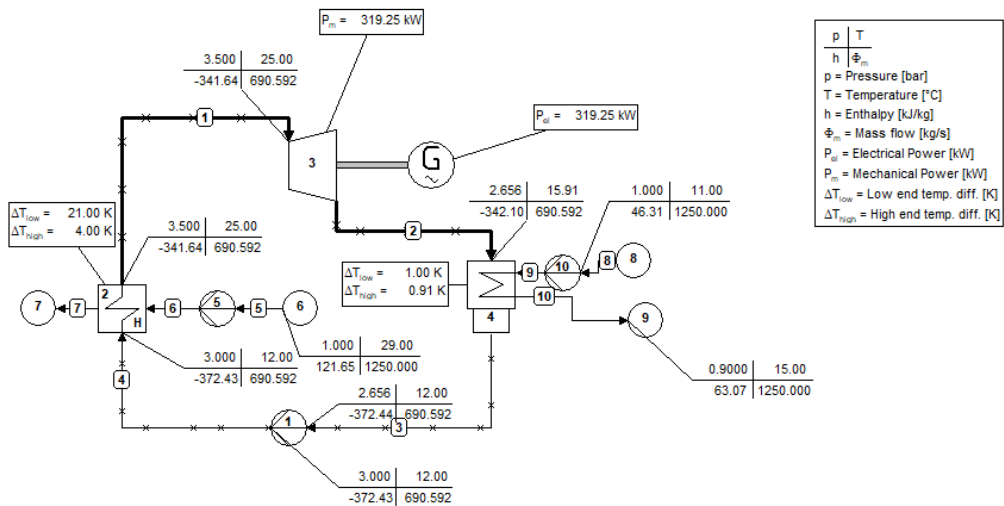 P_m = 319.25 kW
p | T
h | Φ_m
p = Pressure [bar]
T = Temperature [°C]
h = Enthalpy [kJ/kg]
Φ_m = Mass flow [kg/s]
P_el = Electrical Power [kW]
P_m = Mechanical Power [kW]
ΔT_low = Low end temp. diff. [K]
ΔT_high = High end temp. diff. [K]
3.500 | 25.00
-341.64 | 690.592
1
3
G
~
P_el = 319.25 kW
2.656 | 15.91
-342.10 | 690.592
1.000 | 11.00
46.31 | 1250.000
ΔT_low = 21.00 K
ΔT_high = 4.00 K
3.500 | 25.00
-341.64 | 690.592
2
8
8
9
10
ΔT_low = 1.00 K
ΔT_high = 0.91 K
10
4
9
2
H
7
7
6
5
5
6
3.000 | 12.00
-372.43 | 690.592
1.000 | 29.00
121.65 | 1250.000
0.9000 | 15.00
63.07 | 1250.000
4
2.656 | 12.00
-372.44 | 690.592
1
3
3.000 | 12.00
-372.43 | 690.592